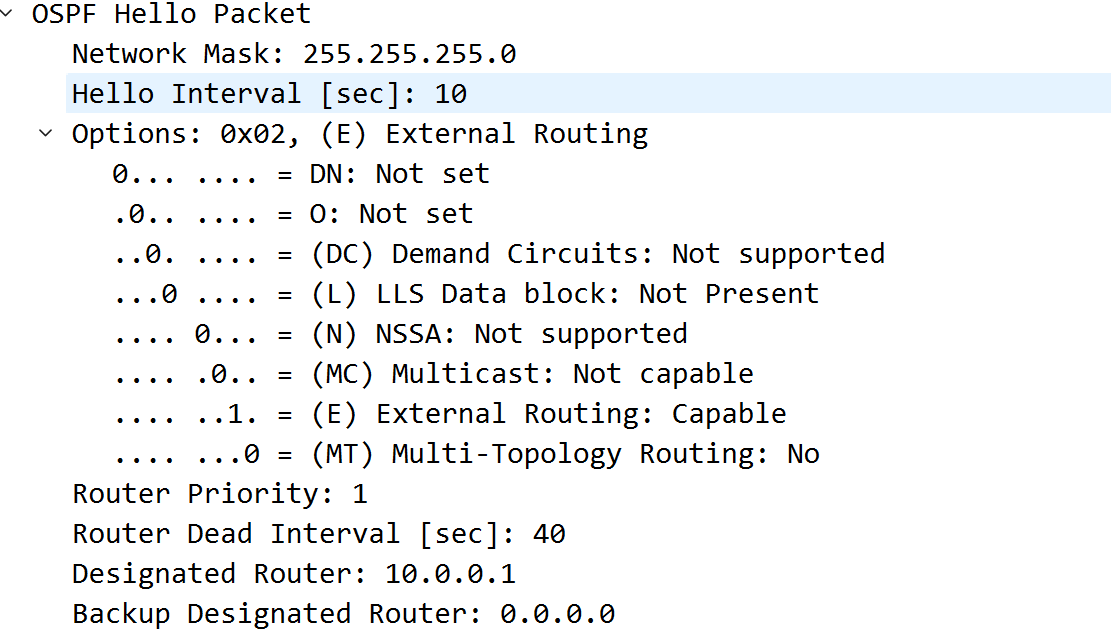 OSPF Hello Packet
Network Mask: 255.255.255.0
Hello Interval [sec]: 10
Options: 0x02, (E) External Routing
0... .... = DN: Not set
.0.. .... = O: Not set
..0. .... = (DC) Demand Circuits: Not supported
...0 .... = (L) LLS Data block: Not Present
.... 0... = (N) NSSA: Not supported
.... .0.. = (MC) Multicast: Not capable
.... ..1. = (E) External Routing: Capable
.... ...0 = (MT) Multi-Topology Routing: No
Router Priority: 1
Router Dead Interval [sec]: 40
Designated Router: 10.0.0.1
Backup Designated Router: 0.0.0.0